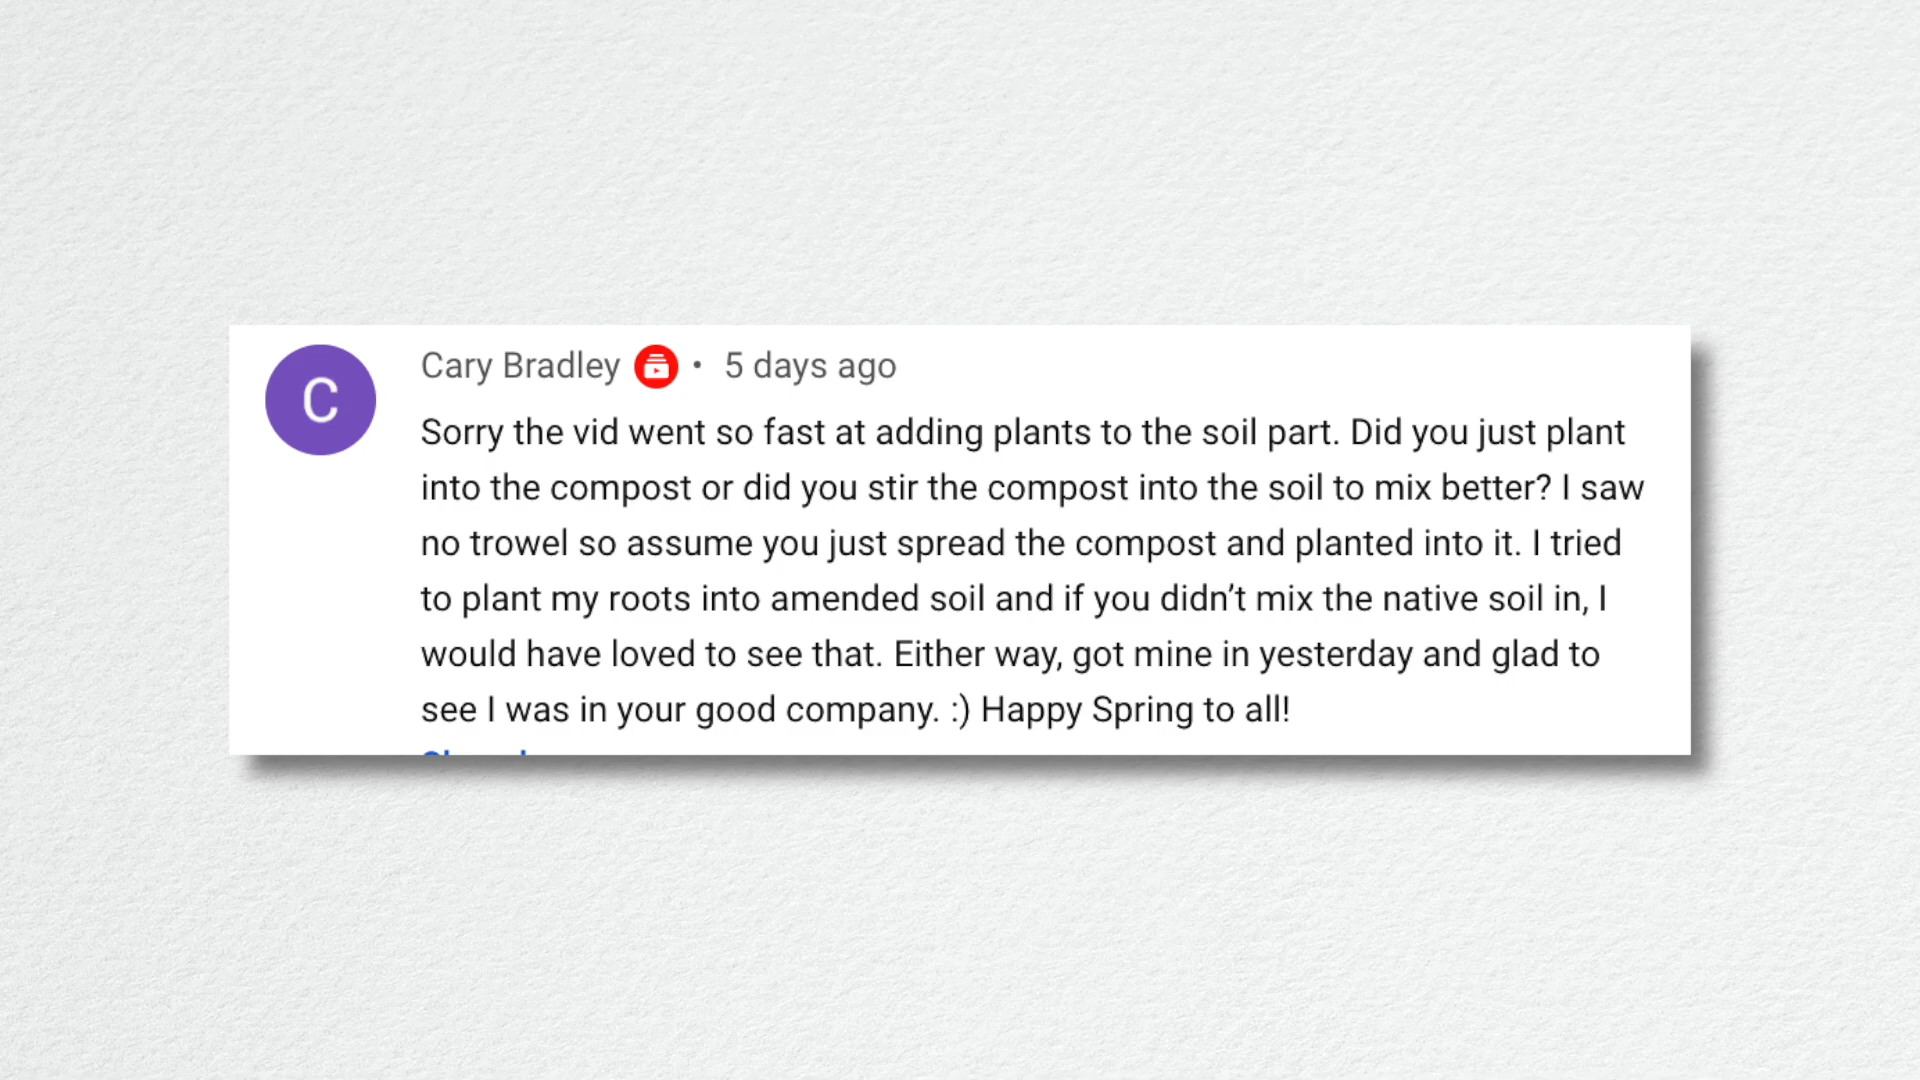 C
Cary Bradley • 5 days ago
Sorry the vid went so fast at adding plants to the soil part. Did you just plant
into the compost or did you stir the compost into the soil to mix better? I saw
no trowel so assume you just spread the compost and planted into it. I tried
to plant my roots into amended soil and if you didn’t mix the native soil in, I
would have loved to see that. Either way, got mine in yesterday and glad to
see I was in your good company. :) Happy Spring to all!